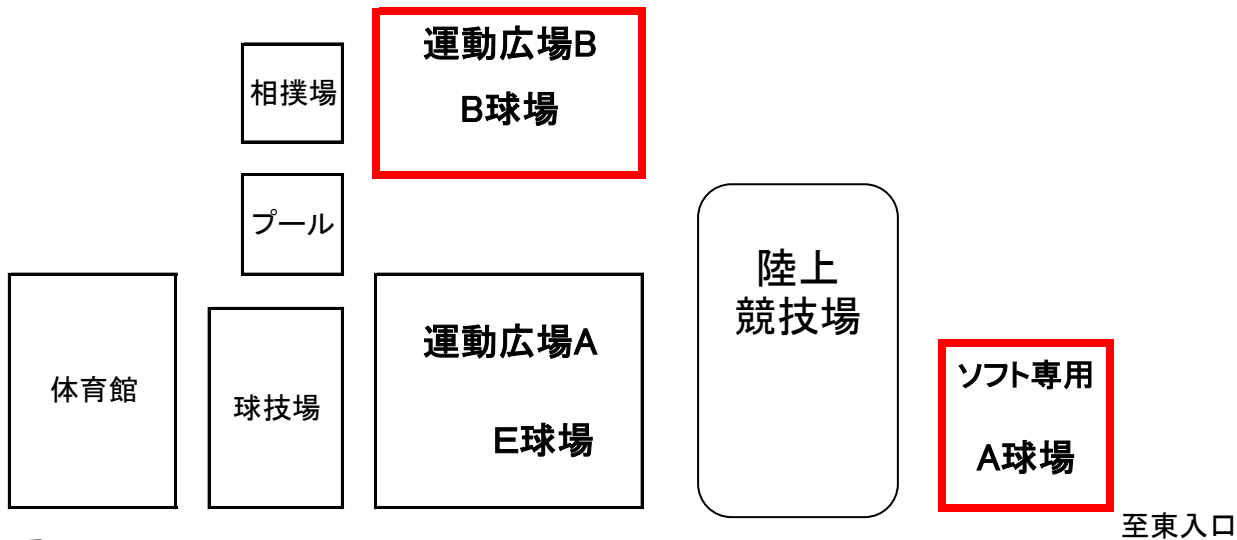 運動広場B
B球場
相撲場
プール
陸上
競技場
運動広場A
E球場
体育館
球技場
ソフト専用
A球場
至東入口